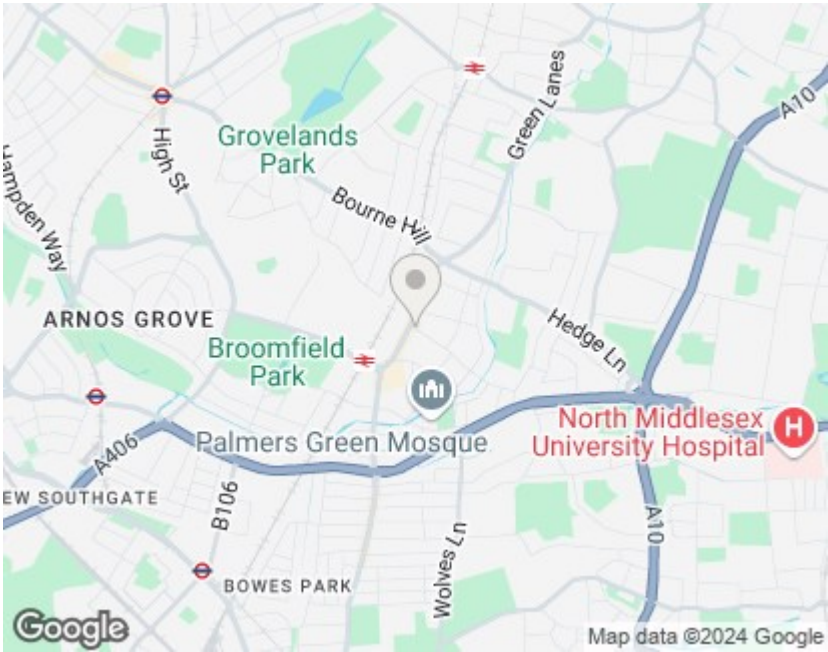 A10
Green Lanes
Grovelands
Park
High St
Hampden Way
Bourne Hill
ARNOS GROVE
Hedge Ln
Broomfield
Park
North Middlesex
University Hospital
H
Palmers Green Mosque
A406
EW SOUTHGATE
B106
A10
Wolves Ln
BOWES PARK
Google
Map data ©2024 Google